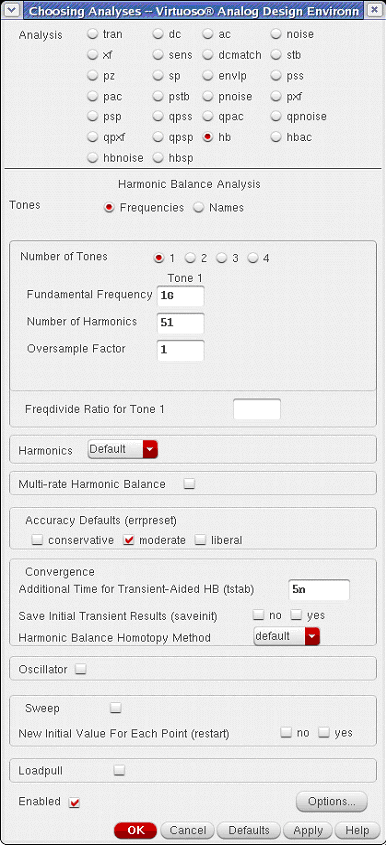 Choosing Analyses -- Virtuoso® Analog Design Environm
Analysis tran dc ac noise
xf sens dcmatch stb
pz sp envlp pss
pac pstb pnoise pxf
psp qpss qpac qpnoise
qpxf qpsp hb hbac
hbnoise hbsp
Harmonic Balance Analysis
Tones Frequencies Names
Number of Tones 1 2 3 4
Tone 1
Fundamental Frequency 1G
Number of Harmonics 51
Oversample Factor 1
Freqdivide Ratio for Tone 1
Harmonics Default
Multi-rate Harmonic Balance
Accuracy Defaults (errpreset)
conservative moderate liberal
Convergence
Additional Time for Transient-Aided HB (tstab) 5n
Save Initial Transient Results (saveinit) no yes
Harmonic Balance Homotopy Method default
Oscillator
Sweep
New Initial Value For Each Point (restart) no yes
Loadpull
Enabled Options...
OK Cancel Defaults Apply Help